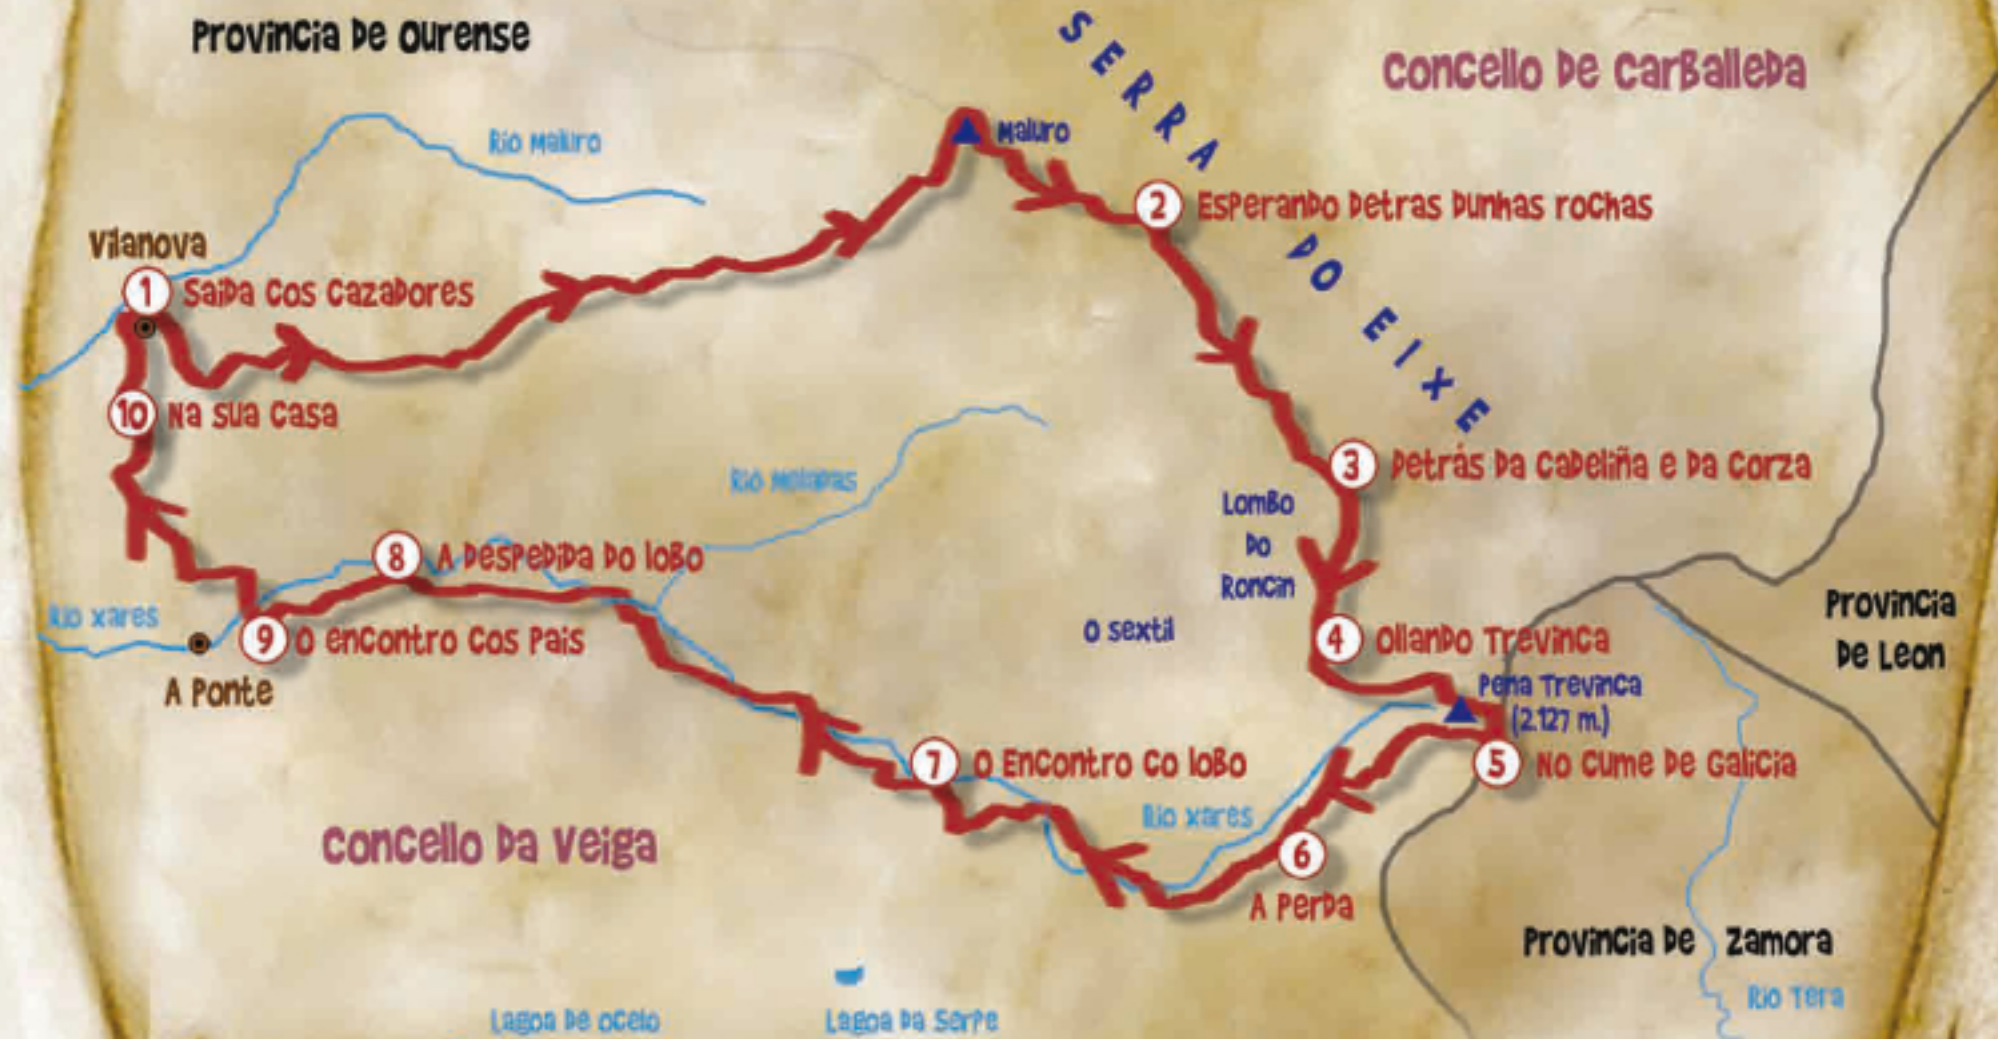 Provincia de Ourense
SERRA DO EIXE
Concello de Carballeda
Río Maluro
Maluro
2 Esperando detras dunhas rochas
Vilanova
1 Saida cos cazadores
10 Na sua casa
3 Detrás da cadeliña e da corza
Río Meladas
Lombo
do
Roncin
8 A despedida do lobo
Río Xares
9 O encontro cos pais
O Sextil
4 Ollando Trevinca
Provincia
de Leon
A Ponte
Pena Trevinca
(2.127 m.)
7 O Encontro co lobo
5 No cume de Galicia
Río Xares
Concello da Veiga
6
A Perda
Provincia de Zamora
Río Tera
Lagoa de Ocelo
Lagoa da Serpe